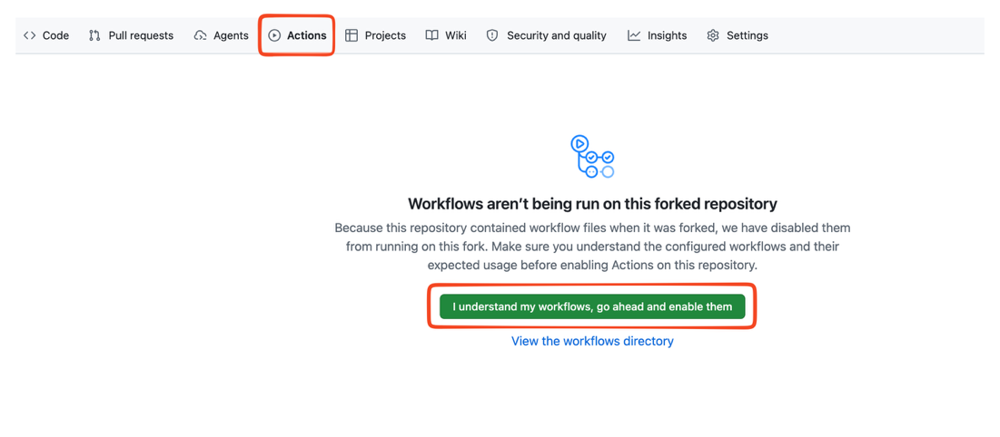 Code Pull requests Agents Actions Projects Wiki Security and quality Insights Settings
Workflows aren’t being run on this forked repository
Because this repository contained workflow files when it was forked, we have disabled them
from running on this fork. Make sure you understand the configured workflows and their
expected usage before enabling Actions on this repository.
I understand my workflows, go ahead and enable them
View the workflows directory